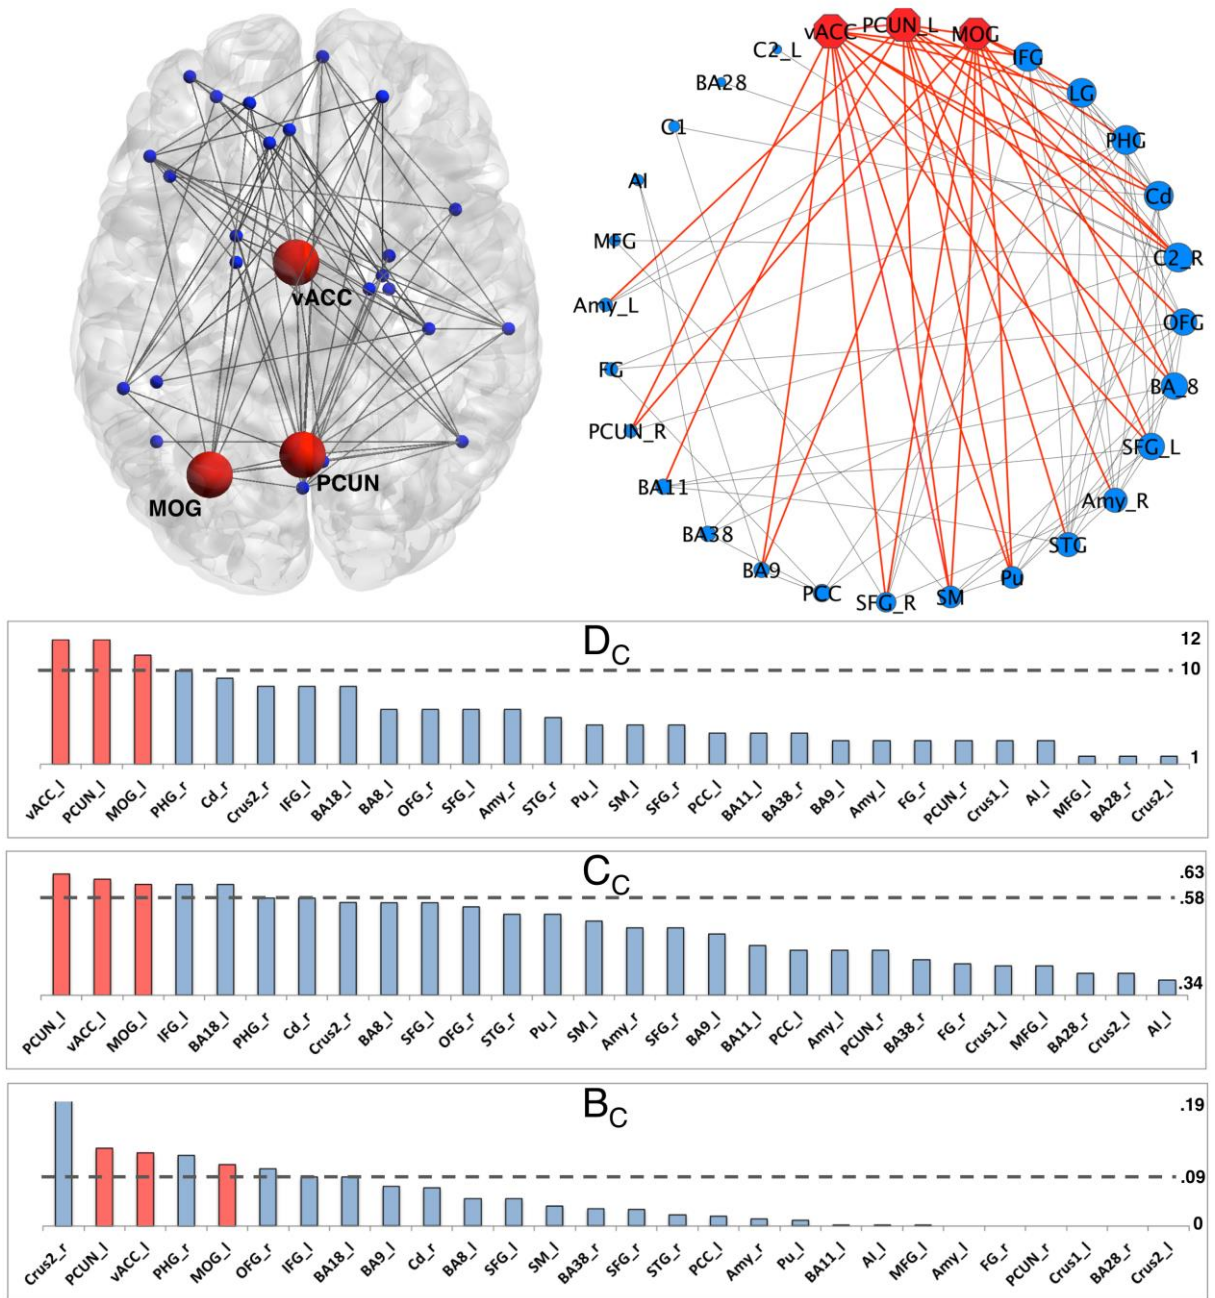 vACC
PCUN
MOG
vACC
PCUN_L
MOG
IFG
LG
PHG
Cd
C2_R
OFG
BA_8
SFG_L
Amy_R
STG
Pu
SM
SFG_R
PCC
BA9
BA38
BA11
PCUN_R
FG
Amy_L
MFG
AI
C1
BA28
C2_L
DC
12
10
1
vACC_l PCUN_l MOG_l PHG_r Cd_r Crus2_r IFG_l BA18_l BA8_l OFG_r SFG_l Amy_r STG_r Pu_l SM_l SFG_r PCC_l BA11_l BA38_r BA9_l Amy_l FG_r PCUN_r Crus1_l AI_l MFG_l BA28_r Crus2_l
CC
.63
.58
.34
PCUN_l vACC_l MOG_l IFG_l BA18_l PHG_r Cd_r Crus2_r BA8_l SFG_l OFG_r STG_r Pu_l SM_l Amy_r SFG_r BA9_l BA11_l PCC_l Amy_l PCUN_r BA38_r FG_r Crus1_l MFG_l BA28_r Crus2_l AI_l
BC
.19
.09
0
Crus2_r PCUN_l vACC_l PHG_r MOG_l OFG_r IFG_l BA18_l BA9_l Cd_r BA8_l SFG_l SM_l BA38_r SFG_r STG_r PCC_l Amy_r Pu_l BA11_l AI_l MFG_l Amy_l FG_r PCUN_r Crus1_l BA28_r Crus2_l